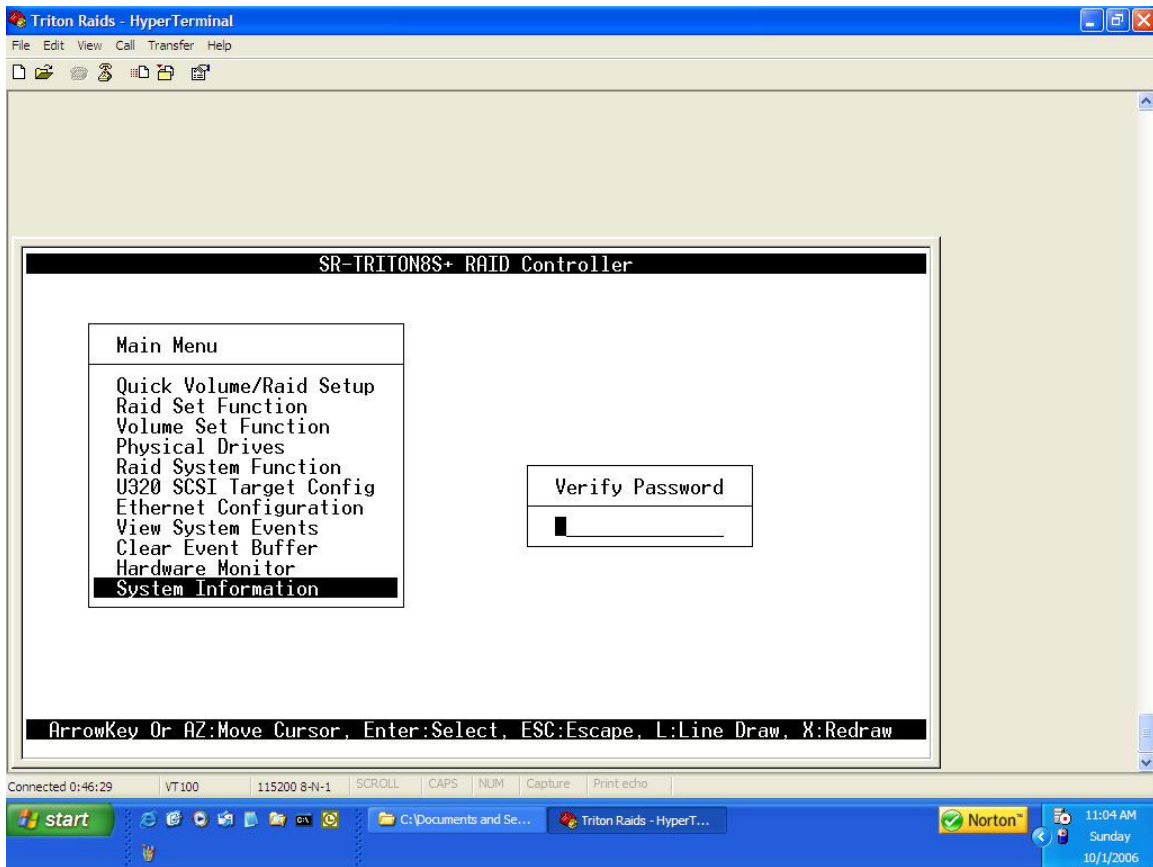 Triton Raids - HyperTerminal
File Edit View Call Transfer Help
SR-TRITON8S+ RAID Controller
Main Menu
Quick Volume/Raid Setup
Raid Set Function
Volume Set Function
Physical Drives
Raid System Function
U320 SCSI Target Config
Ethernet Configuration
View System Events
Clear Event Buffer
Hardware Monitor
System Information
Verify Password
ArrowKey Or AZ:Move Cursor, Enter:Select, ESC:Escape, L:Line Draw, X:Redraw
Connected 0:46:29 VT100 115200 8-N-1 SCROLL CAPS NUM Capture Print echo
start C:\Documents and Se... Triton Raids - HyperT... Norton™ 11:04 AM
Sunday
10/1/2006